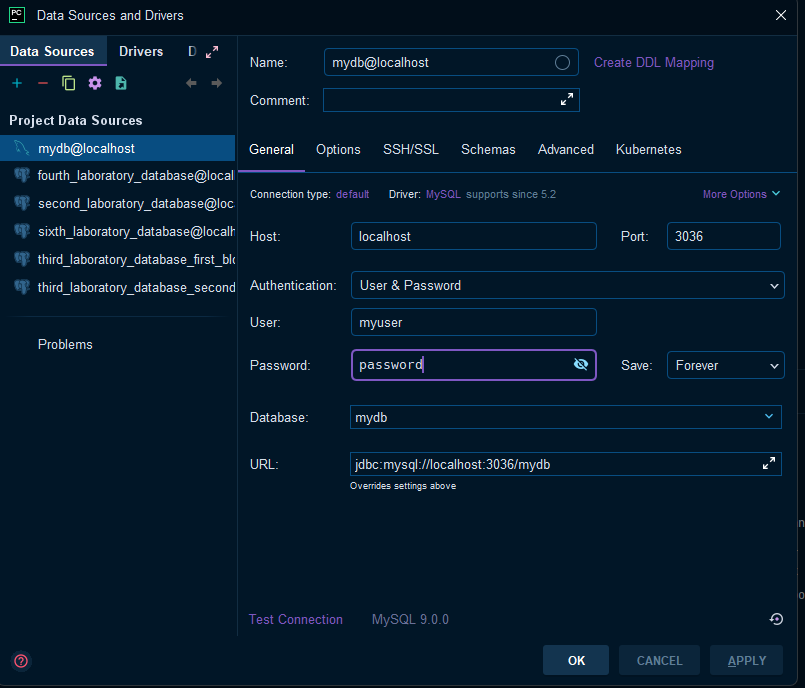 PC
Data Sources and Drivers
Data Sources
Drivers
D
Project Data Sources
mydb@localhost
fourth_laboratory_database@local
second_laboratory_database@loc
sixth_laboratory_database@localh
third_laboratory_database_first_blo
third_laboratory_database_second
Problems
Name: mydb@localhost
Create DDL Mapping
Comment:
General Options SSH/SSL Schemas Advanced Kubernetes
Connection type: default Driver: MySQL supports since 5.2 More Options
Host: localhost Port: 3036
Authentication: User & Password
User: myuser
Password: password Save: Forever
Database: mydb
URL: jdbc:mysql://localhost:3036/mydb
Overrides settings above
Test Connection MySQL 9.0.0
?
OK CANCEL APPLY